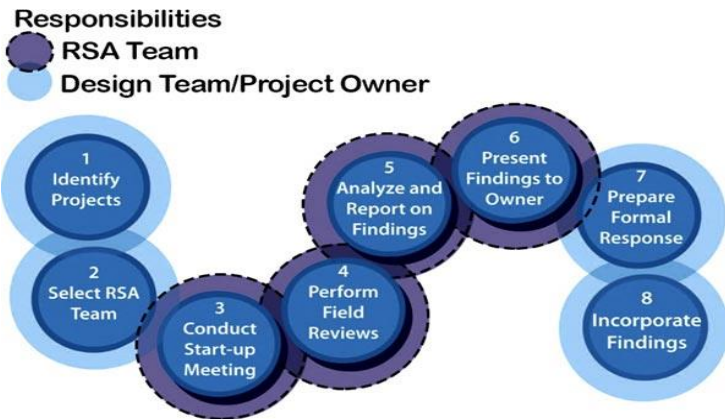 Responsibilities
RSA Team
Design Team/Project Owner
1
Identify
Projects
2
Select RSA
Team
3
Conduct
Start-up
Meeting
4
Perform
Field
Reviews
5
Analyze and
Report on
Findings
6
Present
Findings to
Owner
7
Prepare
Formal
Response
8
Incorporate
Findings